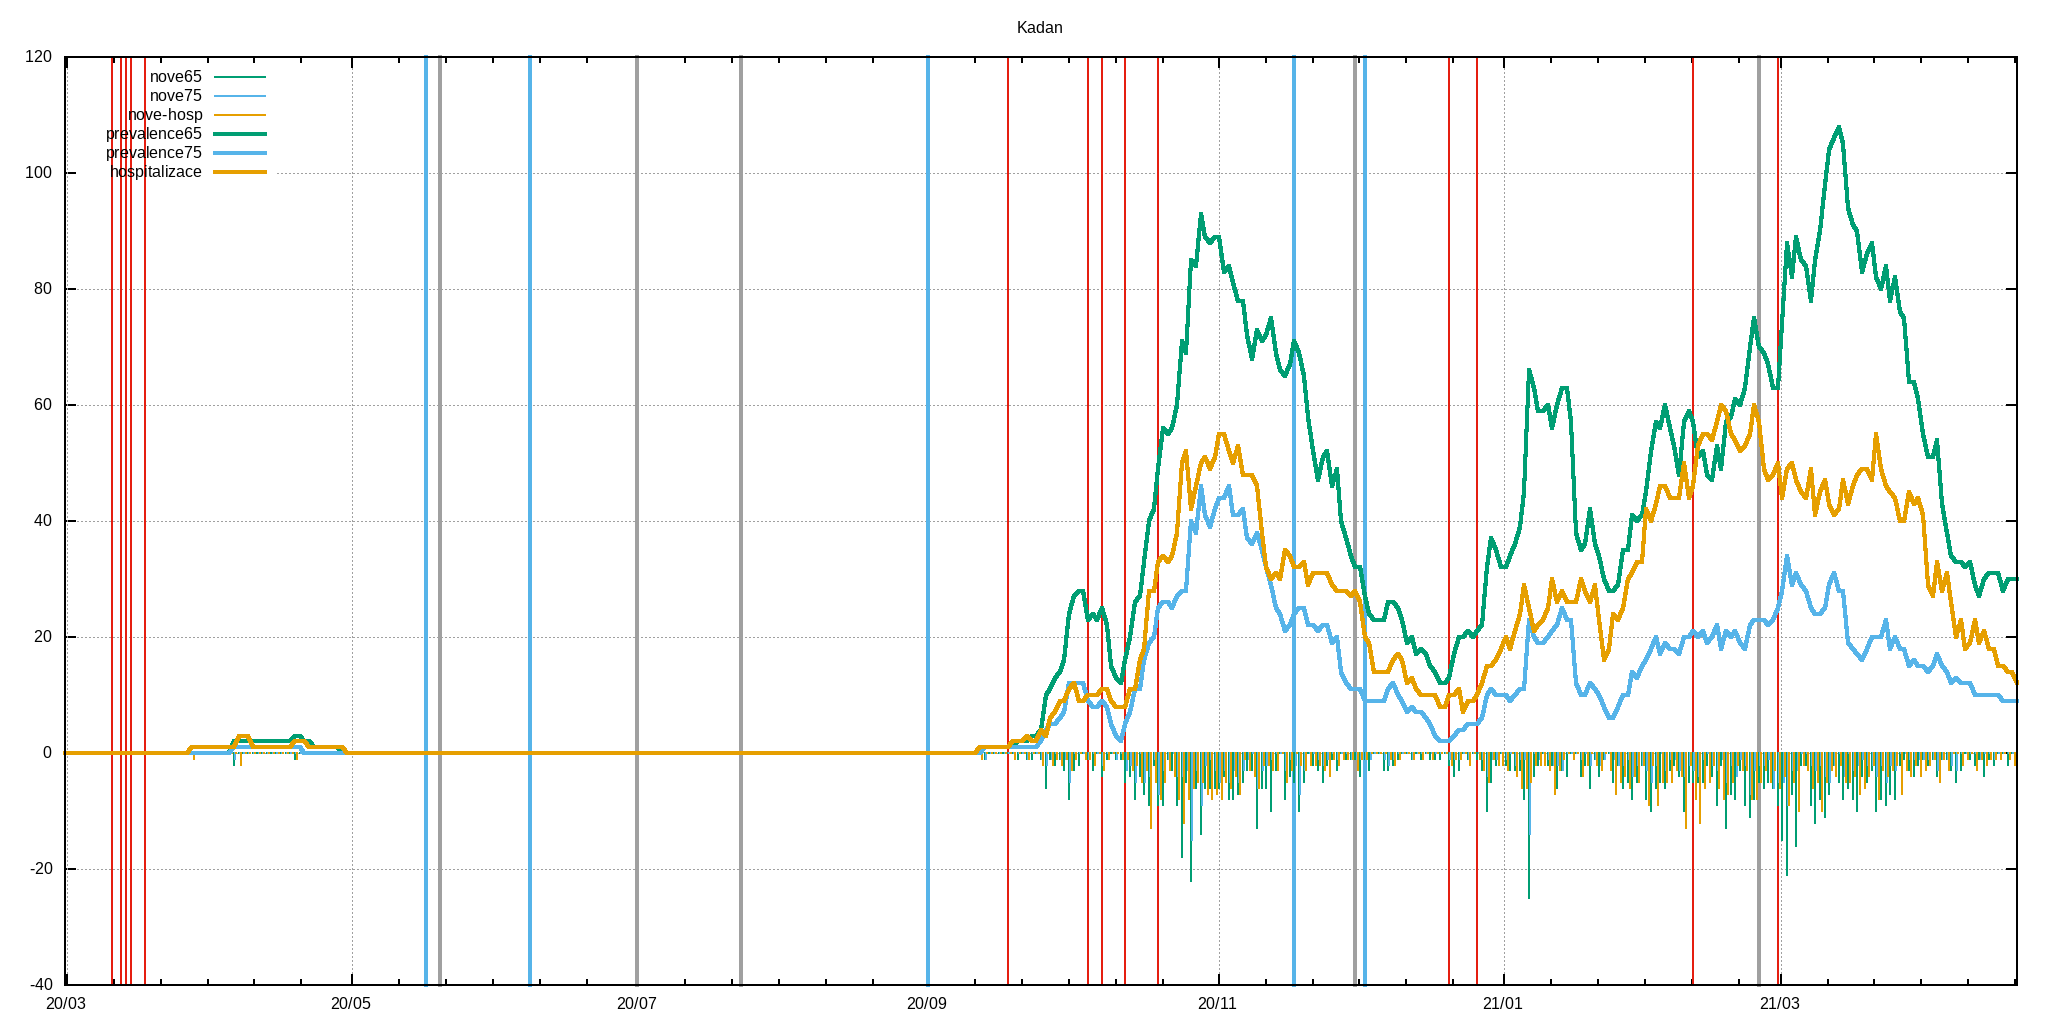 Kadan
120
100
80
60
40
20
0
-20
-40
nove65
nove75
nove-hosp
prevalence65
prevalence75
hospitalizace
20/03 20/05 20/07 20/09 20/11 21/01 21/03